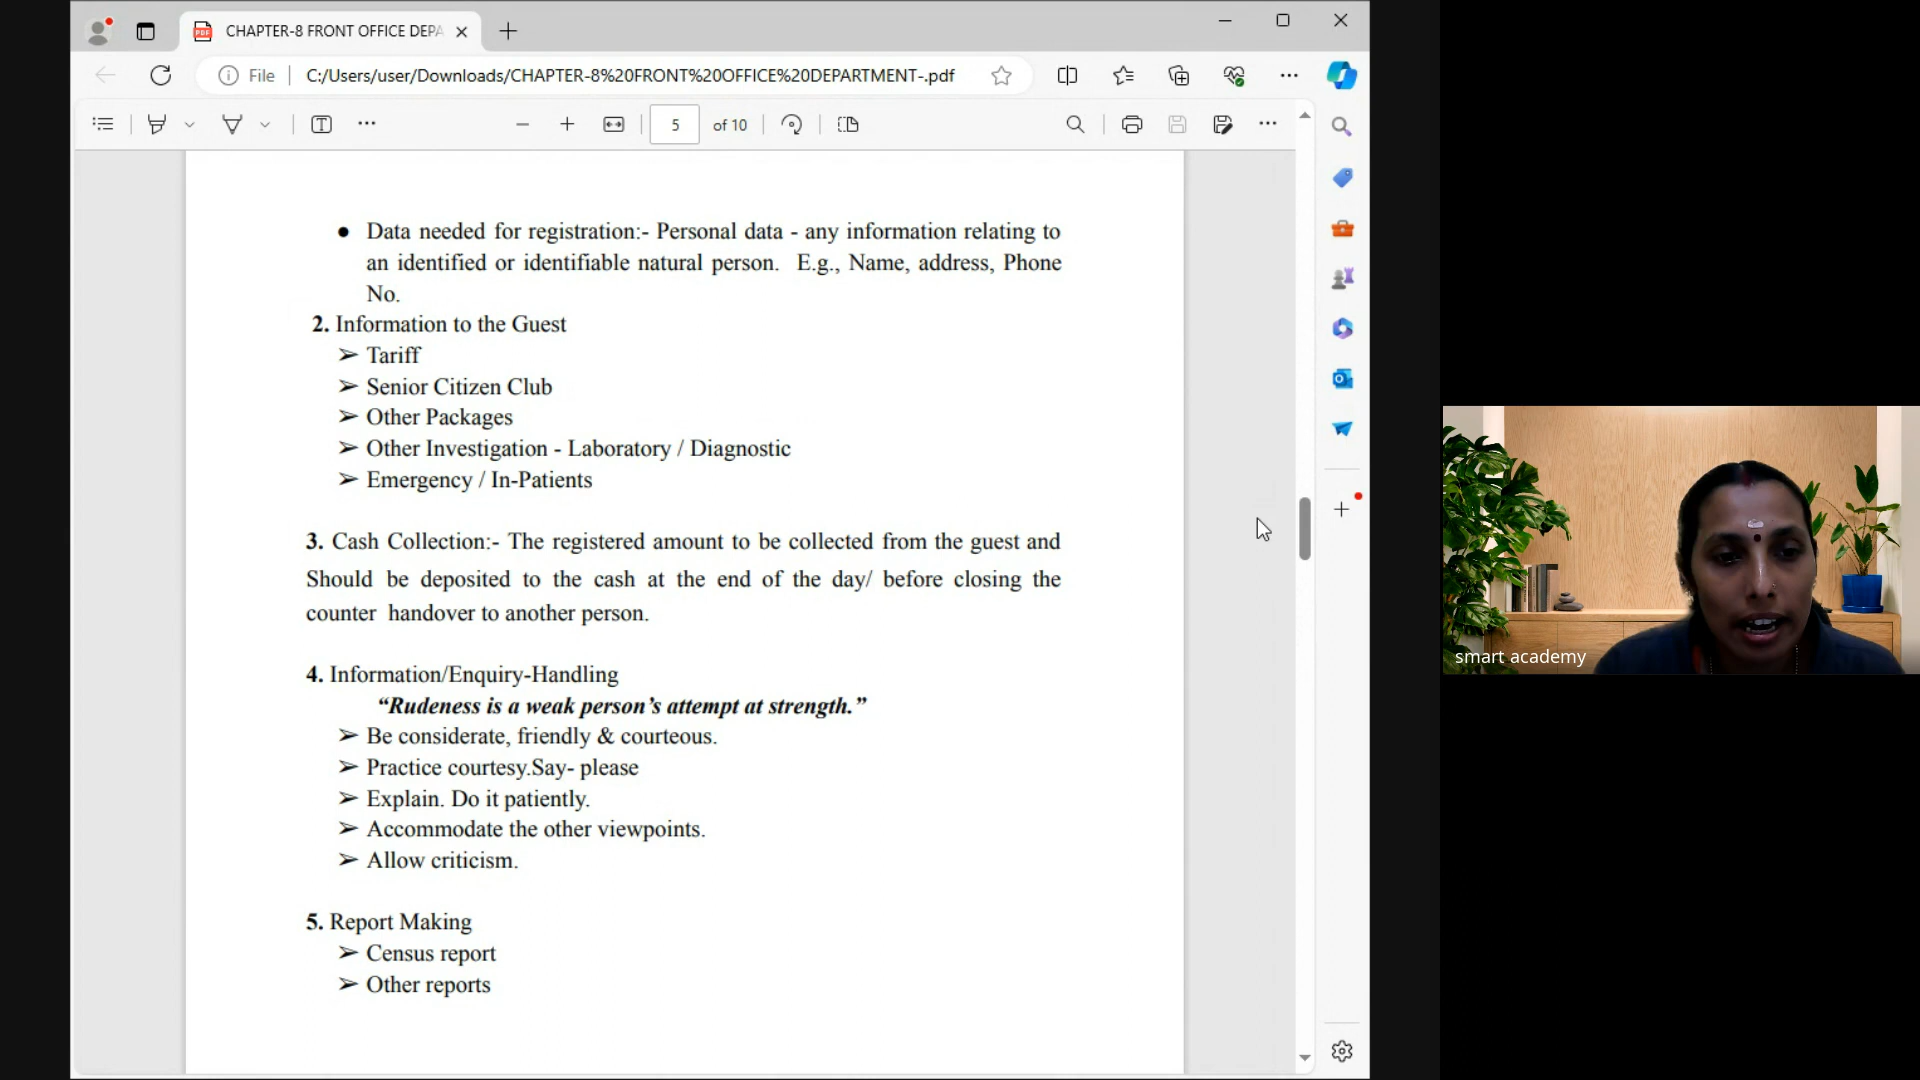 CHAPTER-8 FRONT OFFICE DEPA
File
C:/Users/user/Downloads/CHAPTER-8%20FRONT%20OFFICE%20DEPARTMENT-.pdf
5 of 10
● Data needed for registration:- Personal data - any information relating to
an identified or identifiable natural person. E.g., Name, address, Phone
No.
2. Information to the Guest
➢ Tariff
➢ Senior Citizen Club
➢ Other Packages
➢ Other Investigation - Laboratory / Diagnostic
➢ Emergency / In-Patients
3. Cash Collection:- The registered amount to be collected from the guest and
Should be deposited to the cash at the end of the day/ before closing the
counter handover to another person.
4. Information/Enquiry-Handling
“Rudeness is a weak person’s attempt at strength.”
➢ Be considerate, friendly & courteous.
➢ Practice courtesy.Say- please
➢ Explain. Do it patiently.
➢ Accommodate the other viewpoints.
➢ Allow criticism.
5. Report Making
➢ Census report
➢ Other reports
smart academy